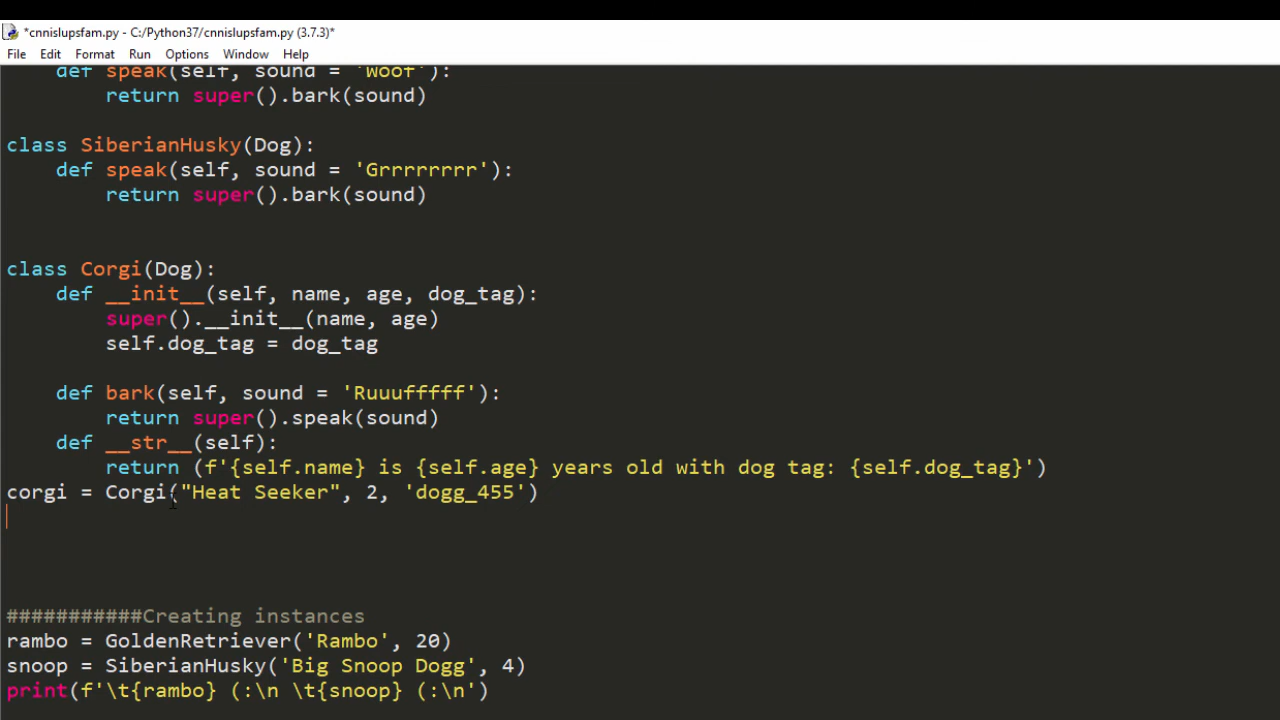 *cnnislupsfam.py - C:/Python37/cnnislupsfam.py (3.7.3)*
File Edit Format Run Options Window Help
    def speak(self, sound = 'Woof'):
        return super().bark(sound)
class SiberianHusky(Dog):
    def speak(self, sound = 'Grrrrrrrr'):
        return super().bark(sound)
class Corgi(Dog):
    def __init__(self, name, age, dog_tag):
        super().__init__(name, age)
        self.dog_tag = dog_tag
    def bark(self, sound = 'Ruuufffff'):
        return super().speak(sound)
    def __str__(self):
        return (f'{self.name} is {self.age} years old with dog tag: {self.dog_tag}')
corgi = Corgi("Heat Seeker", 2, 'dogg_455')
###########Creating instances
rambo = GoldenRetriever('Rambo', 20)
snoop = SiberianHusky('Big Snoop Dogg', 4)
print(f'\t{rambo} (:\n \t{snoop} (:\n')